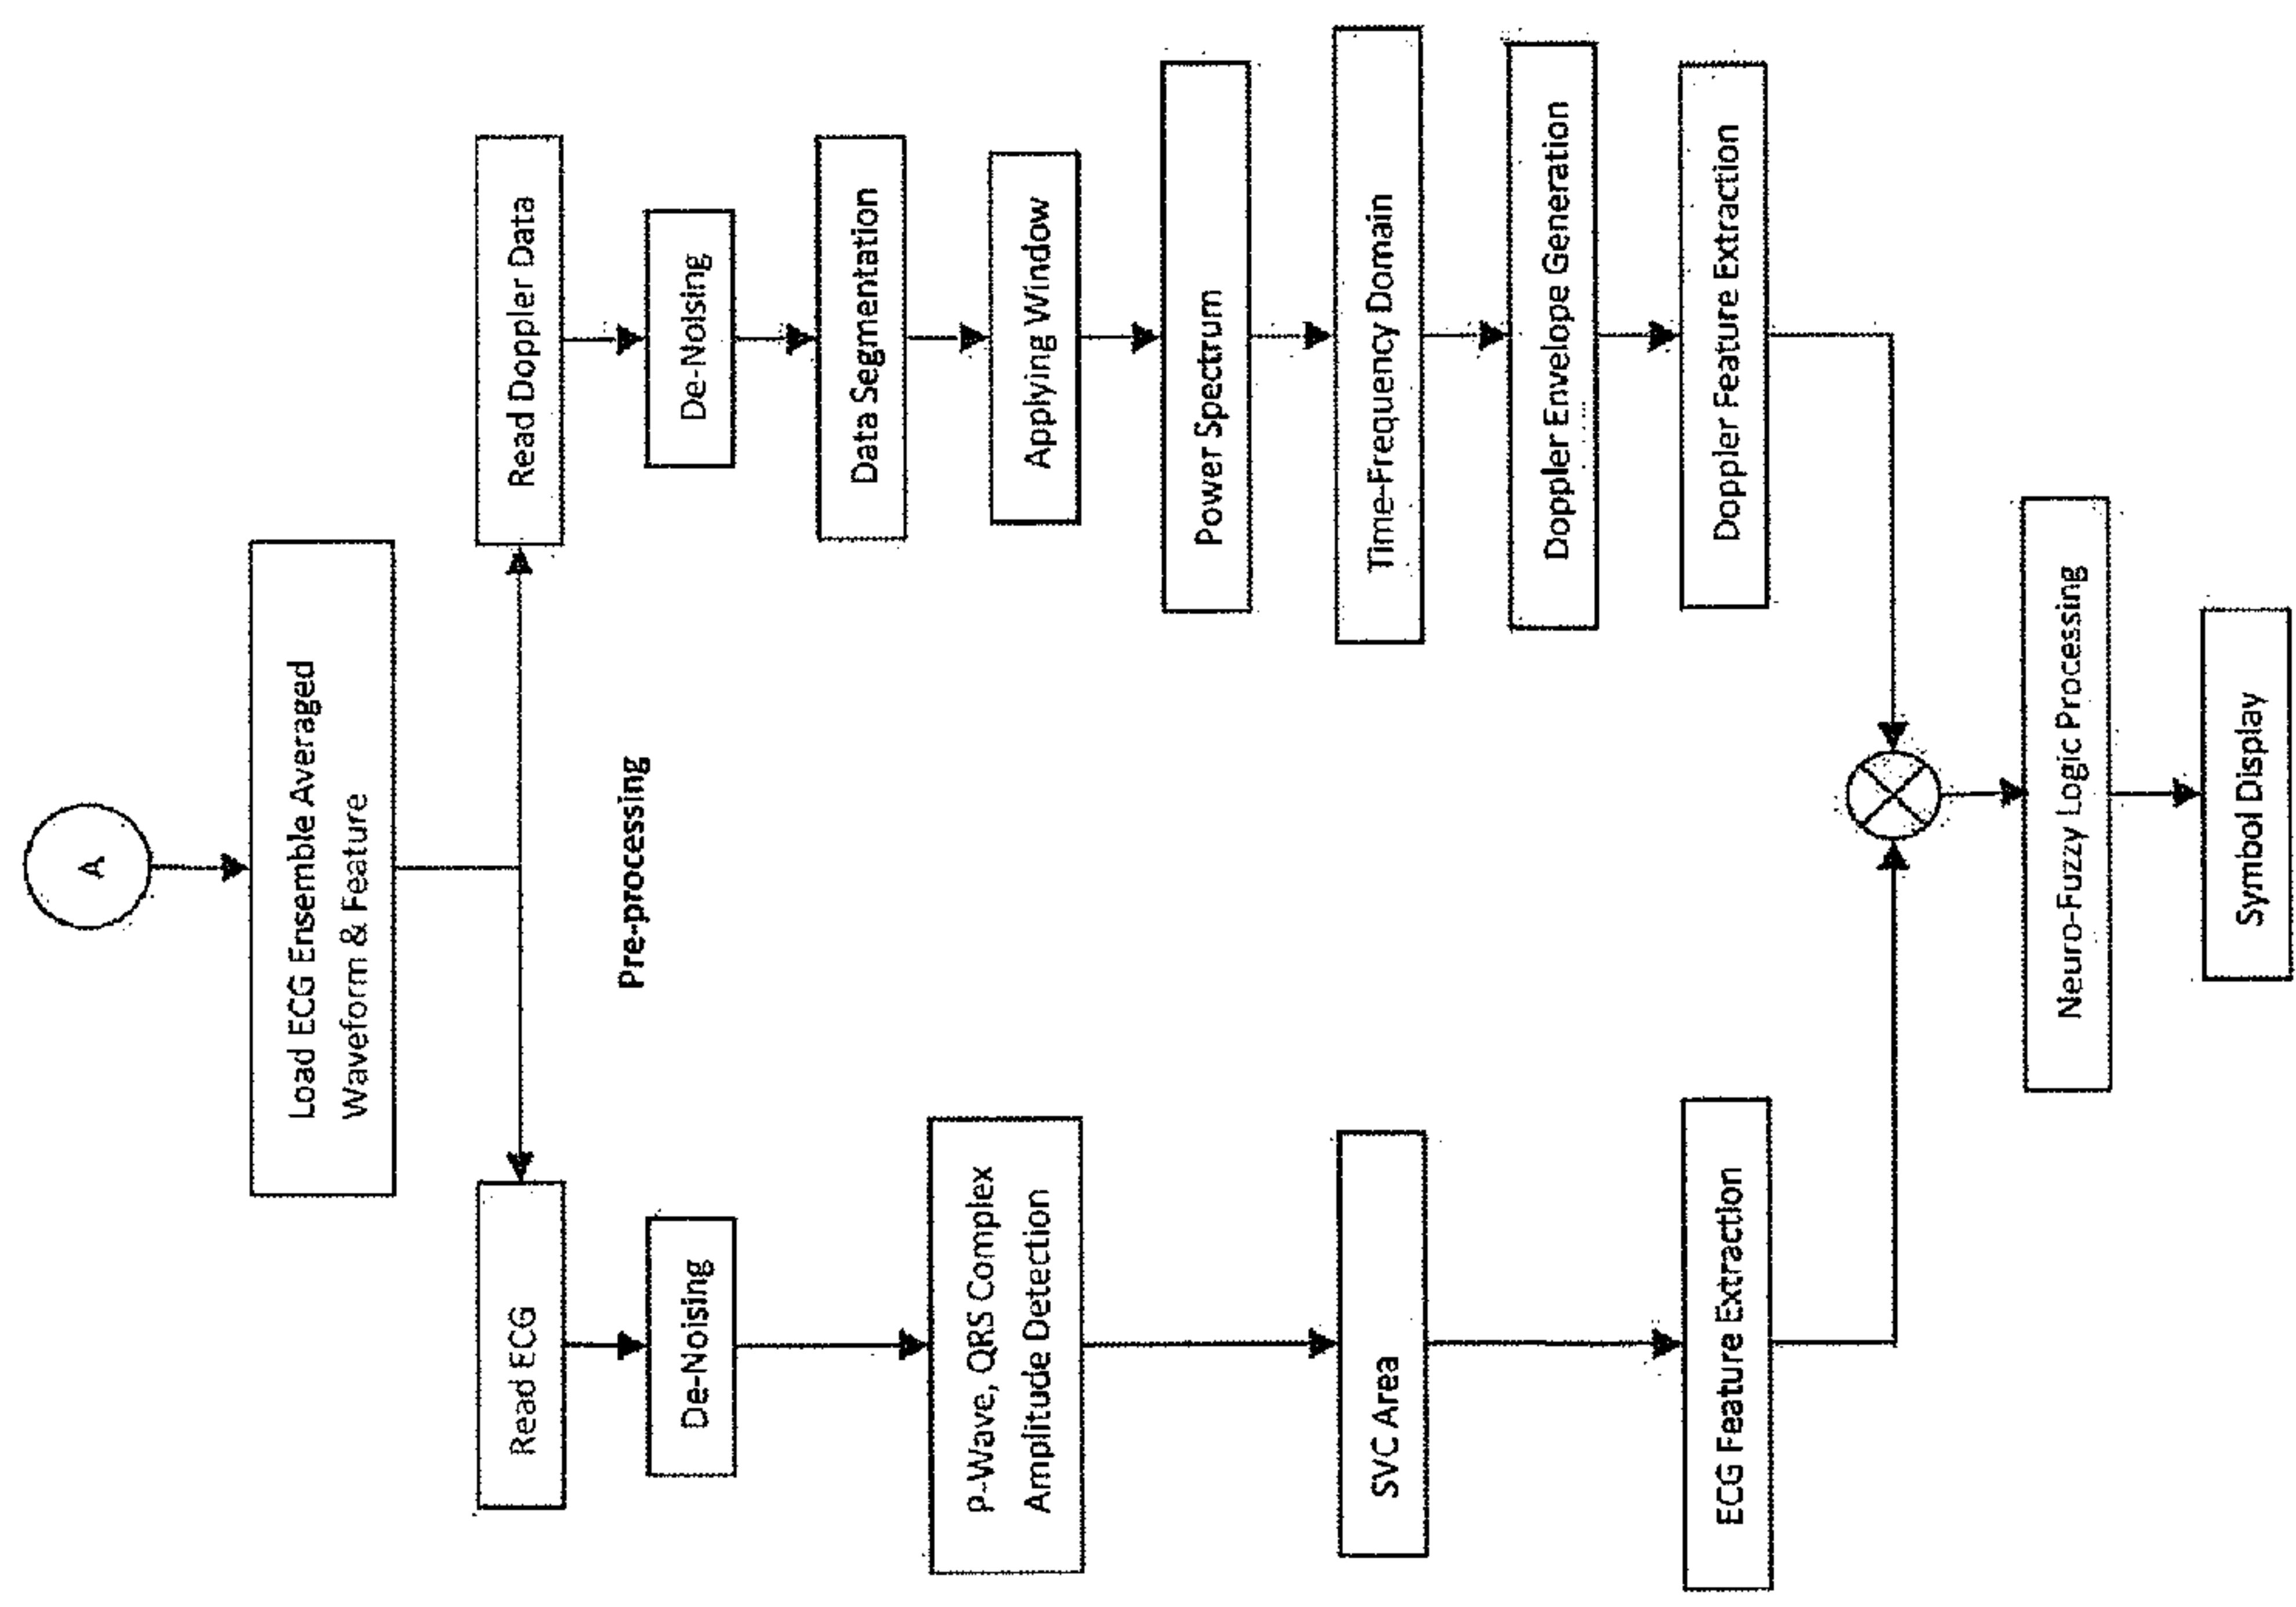 A
Load ECG Ensemble Averaged
Waveform & Feature
Pre-processing
Read ECG
De-Noising
P-Wave, QRS Complex
Amplitude Detection
SVC Area
ECG Feature Extraction
Read Doppler Data
De-Noising
Data Segmentation
Applying Window
Power Spectrum
Time-Frequency Domain
Doppler Envelope Generation
Doppler Feature Extraction
Neuro-Fuzzy Logic Processing
Symbol Display